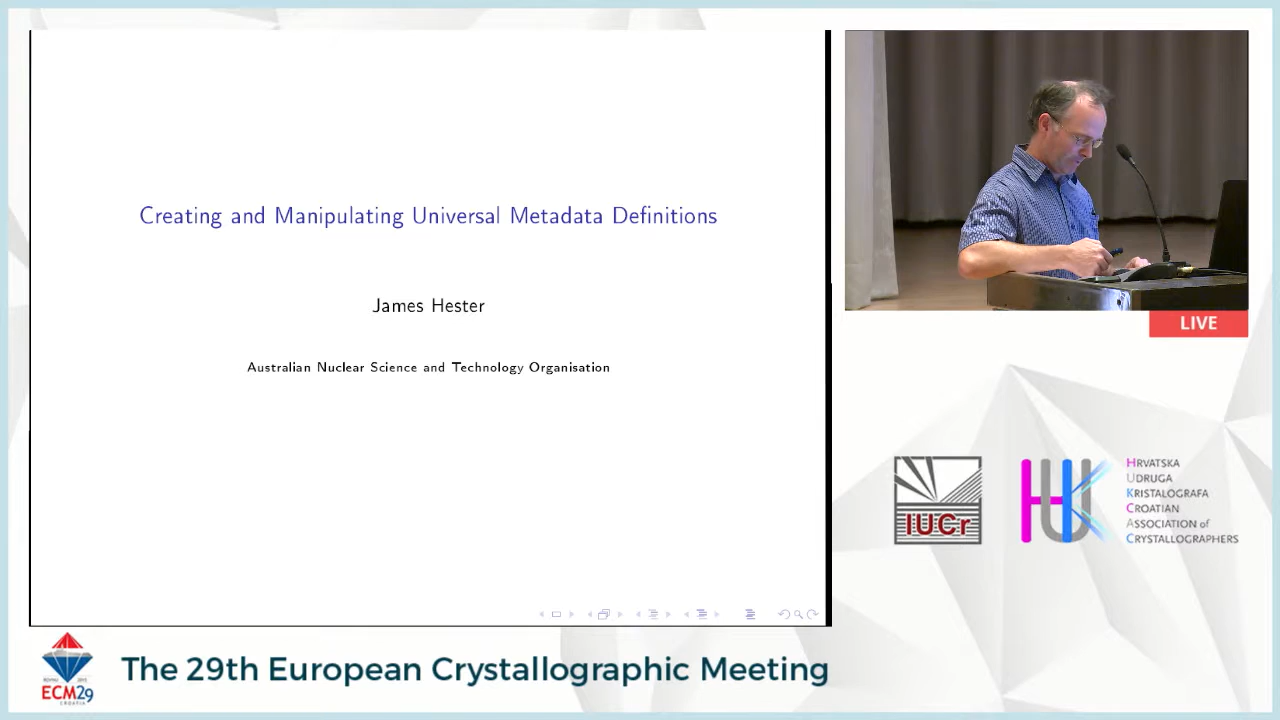 Creating and Manipulating Universal Metadata Definitions
James Hester
Australian Nuclear Science and Technology Organisation
LIVE
IUCr
HRVATSKA
UDRUGA
KRISTALOGRAFA
CROATIAN
ASSOCIATION of
CRYSTALLOGRAPHERS
ECM29
CROATIA
The 29th European Crystallographic Meeting